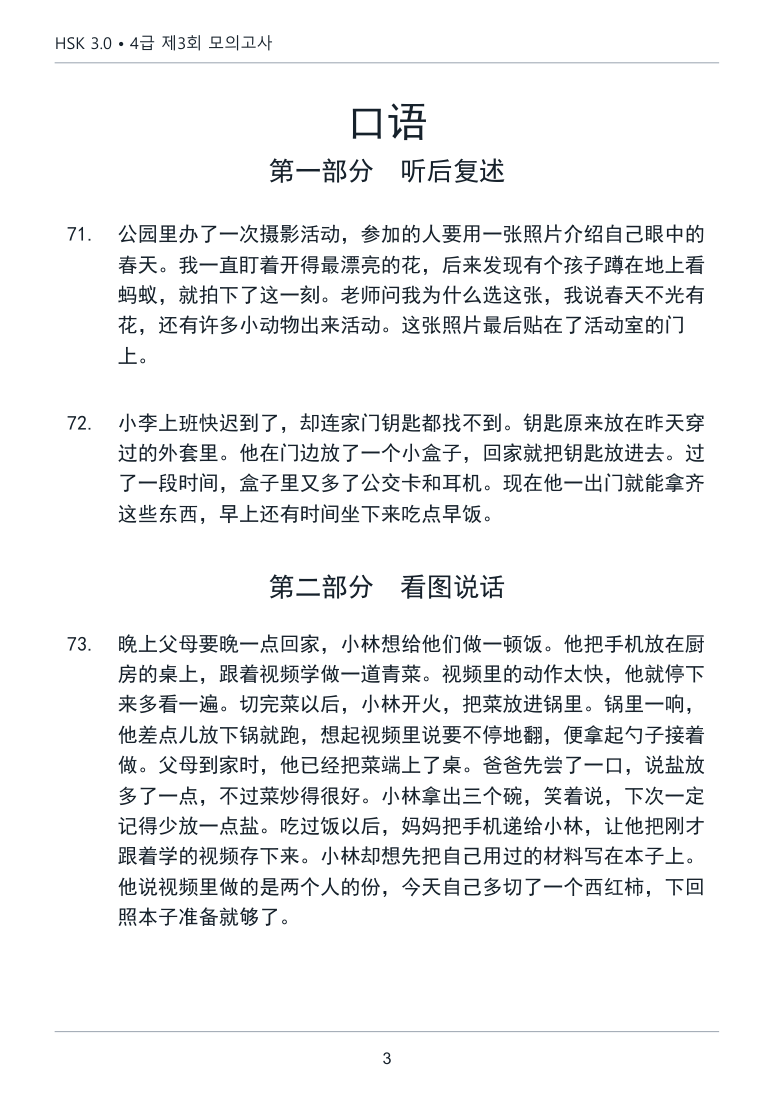 HSK 3.0 • 4급 제3회 모의고사
口语
第一部分　听后复述
71. 公园里办了一次摄影活动，参加的人要用一张照片介绍自己眼中的
春天。我一直盯着开得最漂亮的花，后来发现有个孩子蹲在地上看
蚂蚁，就拍下了这一刻。老师问我为什么选这张，我说春天不光有
花，还有许多小动物出来活动。这张照片最后贴在了活动室的门
上。
72. 小李上班快迟到了，却连家门钥匙都找不到。钥匙原来放在昨天穿
过的外套里。他在门边放了一个小盒子，回家就把钥匙放进去。过
了一段时间，盒子里又多了公交卡和耳机。现在他一出门就能拿齐
这些东西，早上还有时间坐下来吃点早饭。
第二部分　看图说话
73. 晚上父母要晚一点回家，小林想给他们做一顿饭。他把手机放在厨
房的桌上，跟着视频学做一道青菜。视频里的动作太快，他就停下
来多看一遍。切完菜以后，小林开火，把菜放进锅里。锅里一响，
他差点儿放下锅就跑，想起视频里说要不停地翻，便拿起勺子接着
做。父母到家时，他已经把菜端上了桌。爸爸先尝了一口，说盐放
多了一点，不过菜炒得很好。小林拿出三个碗，笑着说，下次一定
记得少放一点盐。吃过饭以后，妈妈把手机递给小林，让他把刚才
跟着学的视频存下来。小林却想先把自己用过的材料写在本子上。
他说视频里做的是两个人的份，今天自己多切了一个西红柿，下回
照本子准备就够了。
3